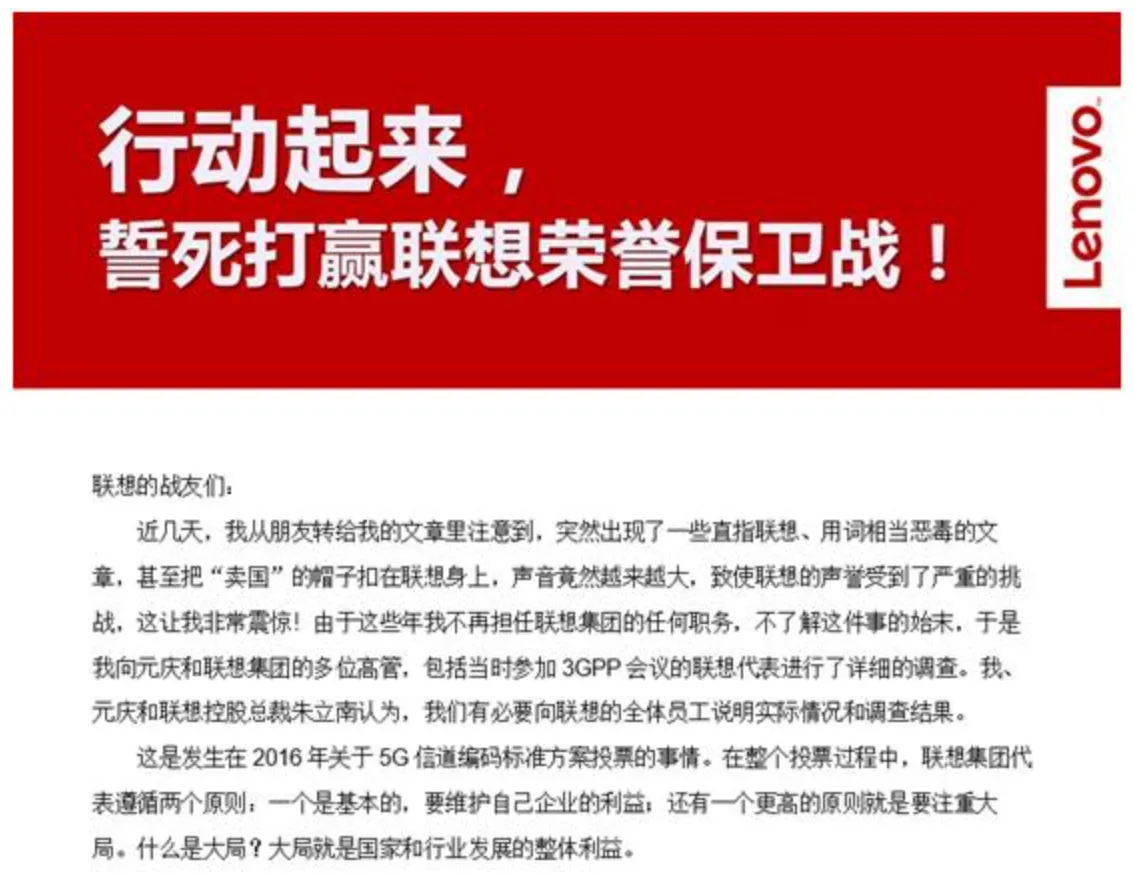 行动起来，
誓死打赢联想荣誉保卫战！
Lenovo
联想的战友们：
近几天，我从朋友转给我的文章里注意到，突然出现了一些直指联想、用词相当恶毒的文
章，甚至把“卖国”的帽子扣在联想身上，声音竟然越来越大，致使联想的声誉受到了严重的挑
战，这让我非常震惊！由于这些年我不再担任联想集团的任何职务，不了解这件事的始末，于是
我向元庆和联想集团的多位高管，包括当时参加 3GPP 会议的联想代表进行了详细的调查。我、
元庆和联想控股总裁朱立南认为，我们有必要向联想的全体员工说明实际情况和调查结果。
这是发生在 2016 年关于 5G 信道编码标准方案投票的事情。在整个投票过程中，联想集团代
表遵循两个原则：一个是基本的，要维护自己企业的利益；还有一个更高的原则就是要注重大
局。什么是大局？大局就是国家和行业发展的整体利益。